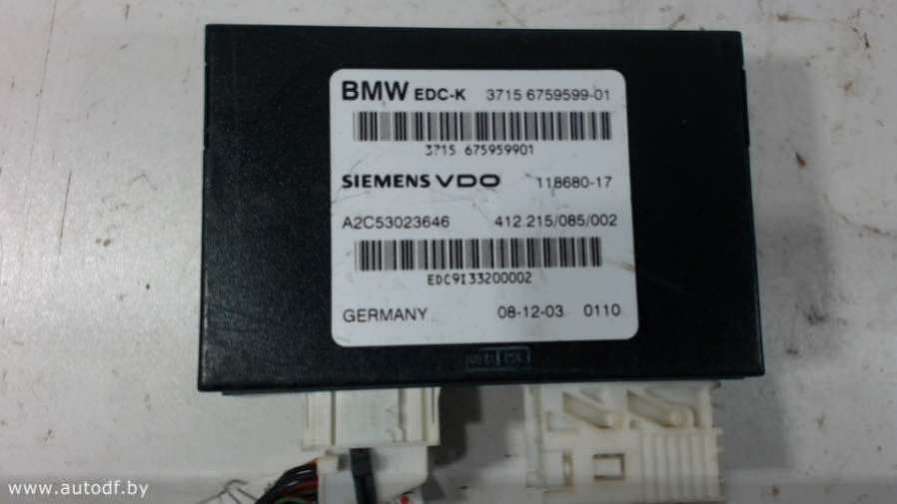 BMW EDC-K 3715 6759599-01
3715 675959901
SIEMENS VDO 118680-17
A2C53023646 412.215/085/002
EDC9I33200002
GERMANY 08-12-03 0110
www.autodf.by